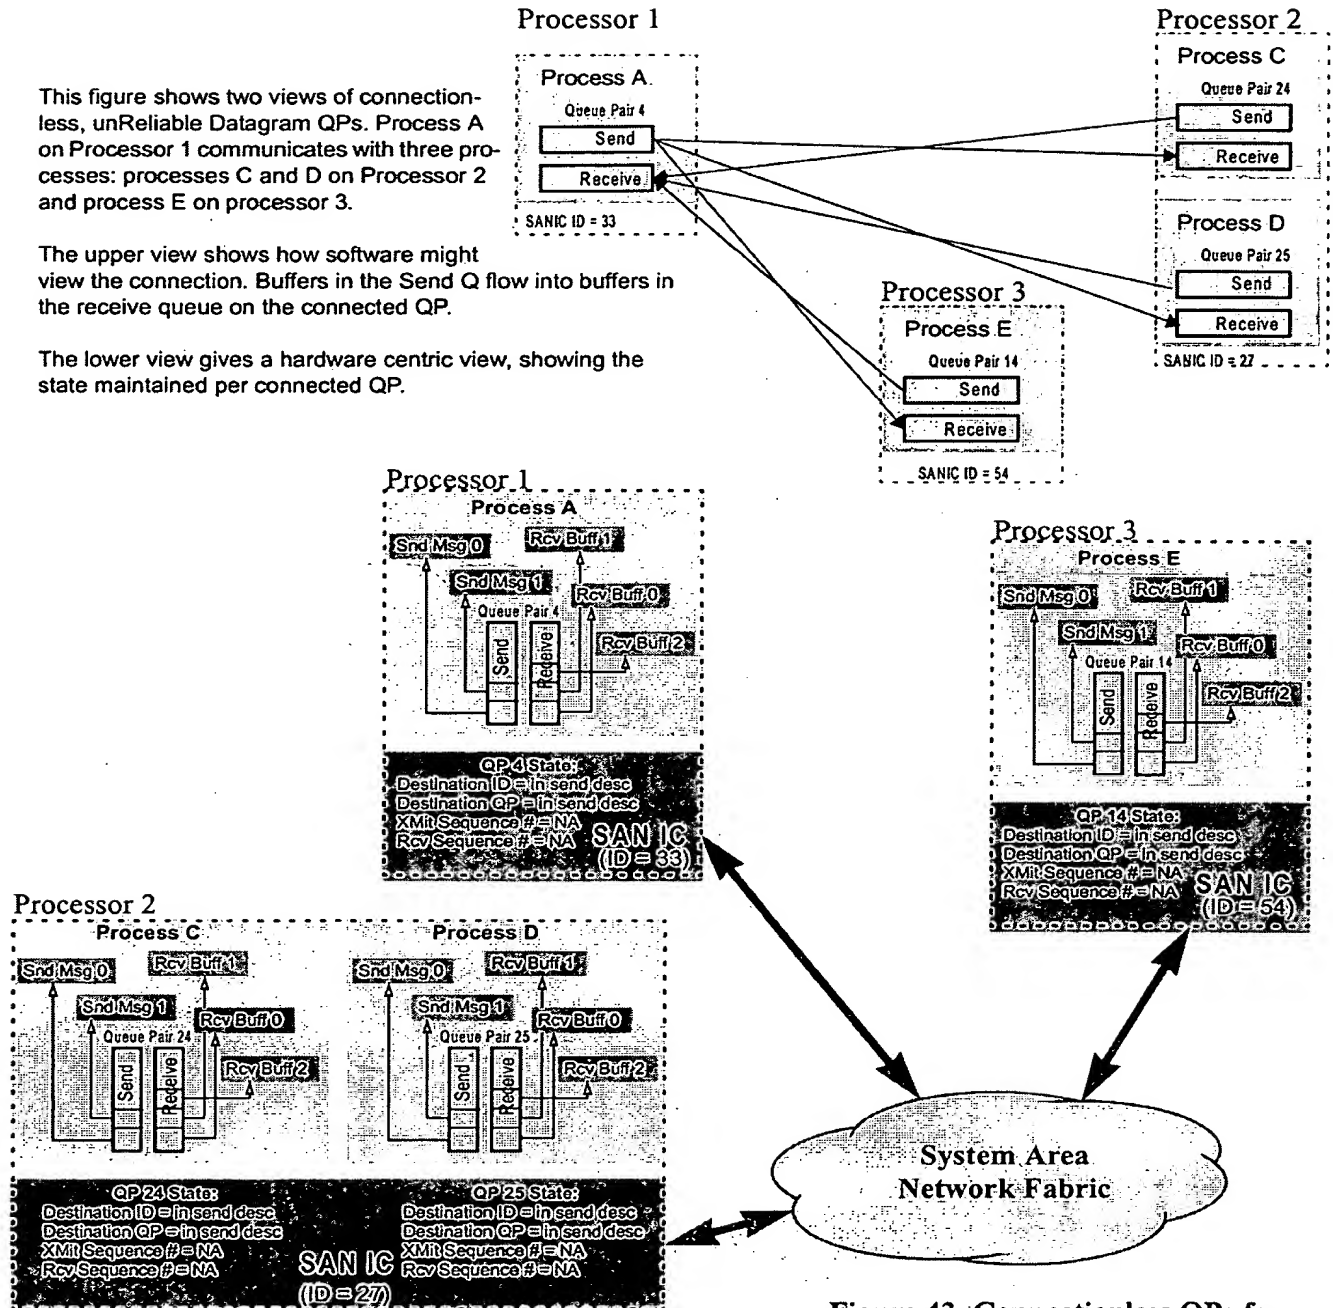 Processor 1
Process A
Queue Pair 4
Send
Receive
SANIC ID = 33
Processor 2
Process C
Queue Pair 24
Send
Receive
Process D
Queue Pair 25
Send
Receive
SANIC ID = 27
This figure shows two views of connection-
less, unReliable Datagram QPs. Process A
on Processor 1 communicates with three pro-
cesses: processes C and D on Processor 2
and process E on processor 3.
The upper view shows how software might
view the connection. Buffers in the Send Q flow into buffers in
the receive queue on the connected QP.
The lower view gives a hardware centric view, showing the
state maintained per connected QP.
Processor 3
Process E
Queue Pair 14
Send
Receive
SANIC ID = 54
Processor 1
Process A
Snd Msg 0
Rcv Buff 1
Snd Msg 1
Rcv Buff 0
Queue Pair 4
Rcv Buff 2
Send
Receive
QP 4 State:
Destination ID = in send desc
Destination QP = in send desc
XMit Sequence # = NA
Rcv Sequence # = NA
SAN IC
(ID = 33)
Processor 3
Process E
Snd Msg 0
Rcv Buff 1
Snd Msg 1
Rcv Buff 0
Queue Pair 14
Rcv Buff 2
Send
Receive
QP 14 State:
Destination ID = in send desc
Destination QP = in send desc
XMit Sequence # = NA
Rcv Sequence # = NA
SAN IC
(ID = 54)
Processor 2
Process C
Snd Msg 0
Rcv Buff 1
Snd Msg 1
Rcv Buff 0
Queue Pair 24
Rcv Buff 2
Send
Receive
QP 24 State:
Destination ID = in send desc
Destination QP = in send desc
XMit Sequence # = NA
Rcv Sequence # = NA
Process D
Snd Msg 0
Rcv Buff 1
Snd Msg 1
Rcv Buff 0
Queue Pair 25
Rcv Buff 2
Send
Receive
QP 25 State:
Destination ID = in send desc
Destination QP = in send desc
XMit Sequence # = NA
Rcv Sequence # = NA
SAN IC
(ID = 27)
System Area
Network Fabric